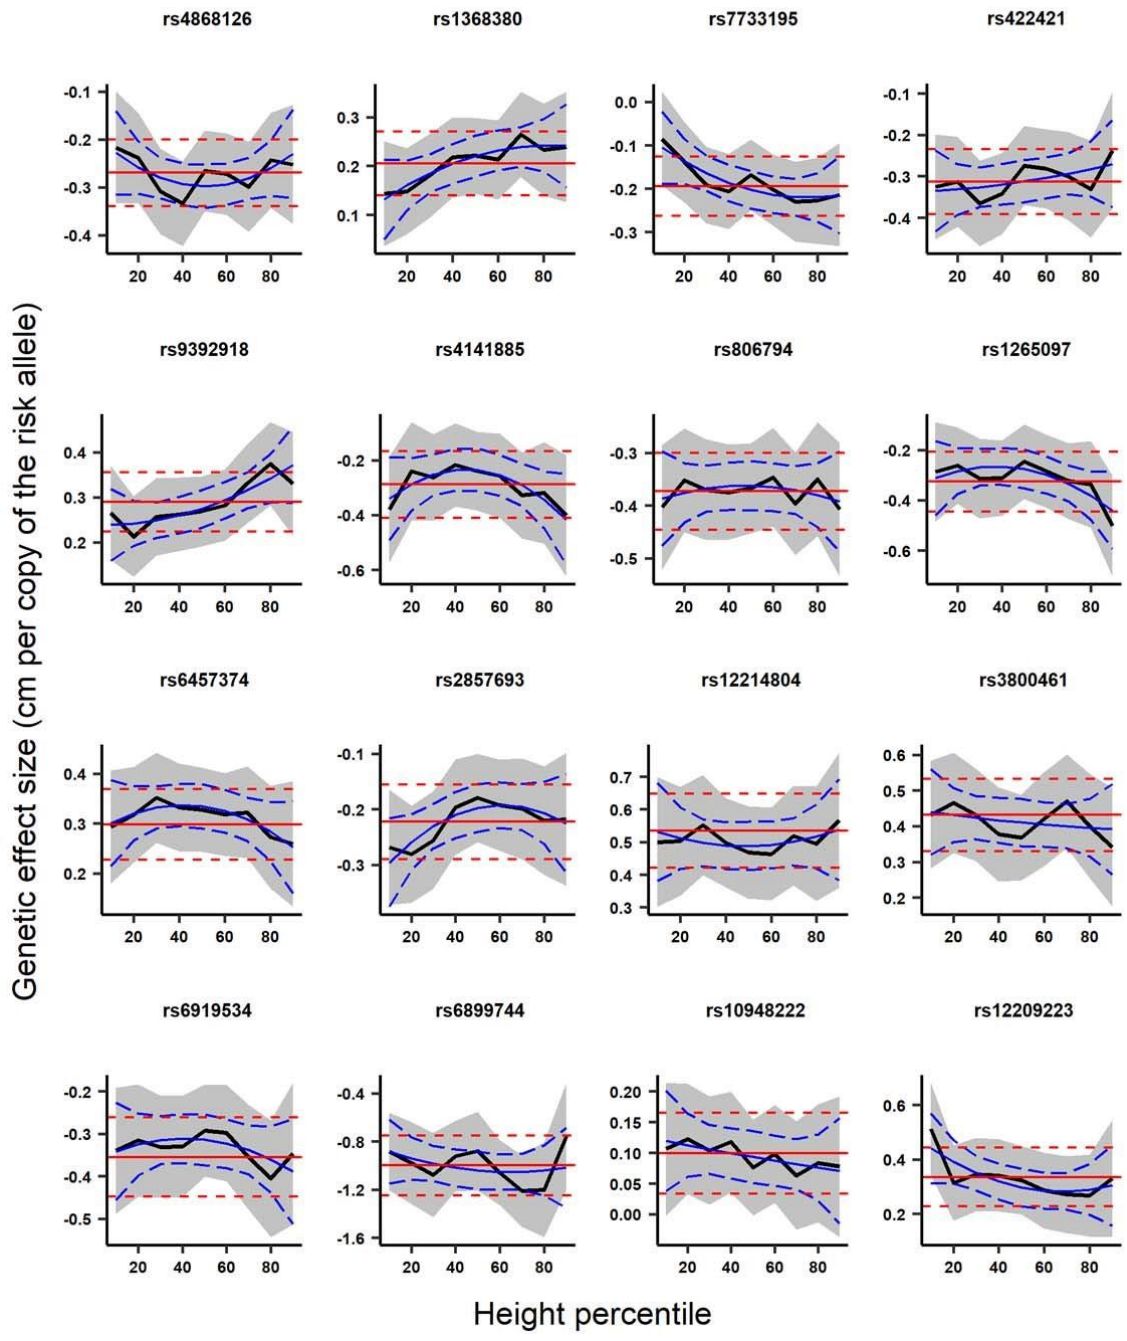 rs4868126 rs1368380 rs7733195 rs422421
-0.1 -0.2 -0.3 -0.4
0.3 0.2 0.1
0.0 -0.1 -0.2 -0.3
-0.1 -0.2 -0.3 -0.4
20 40 60 80 20 40 60 80 20 40 60 80 20 40 60 80
rs9392918 rs4141885 rs806794 rs1265097
0.4 0.3 0.2
-0.2 -0.4 -0.6
-0.3 -0.4 -0.5
-0.2 -0.4 -0.6
20 40 60 80 20 40 60 80 20 40 60 80 20 40 60 80
rs6457374 rs2857693 rs12214804 rs3800461
0.4 0.3 0.2
-0.1 -0.2 -0.3
0.7 0.6 0.5 0.4 0.3
0.6 0.5 0.4 0.3 0.2
20 40 60 80 20 40 60 80 20 40 60 80 20 40 60 80
rs6919534 rs6899744 rs10948222 rs12209223
-0.2 -0.3 -0.4 -0.5
-0.4 -0.8 -1.2 -1.6
0.20 0.15 0.10 0.05 0.00
0.6 0.4 0.2
20 40 60 80 20 40 60 80 20 40 60 80 20 40 60 80
Genetic effect size (cm per copy of the risk allele)
Height percentile